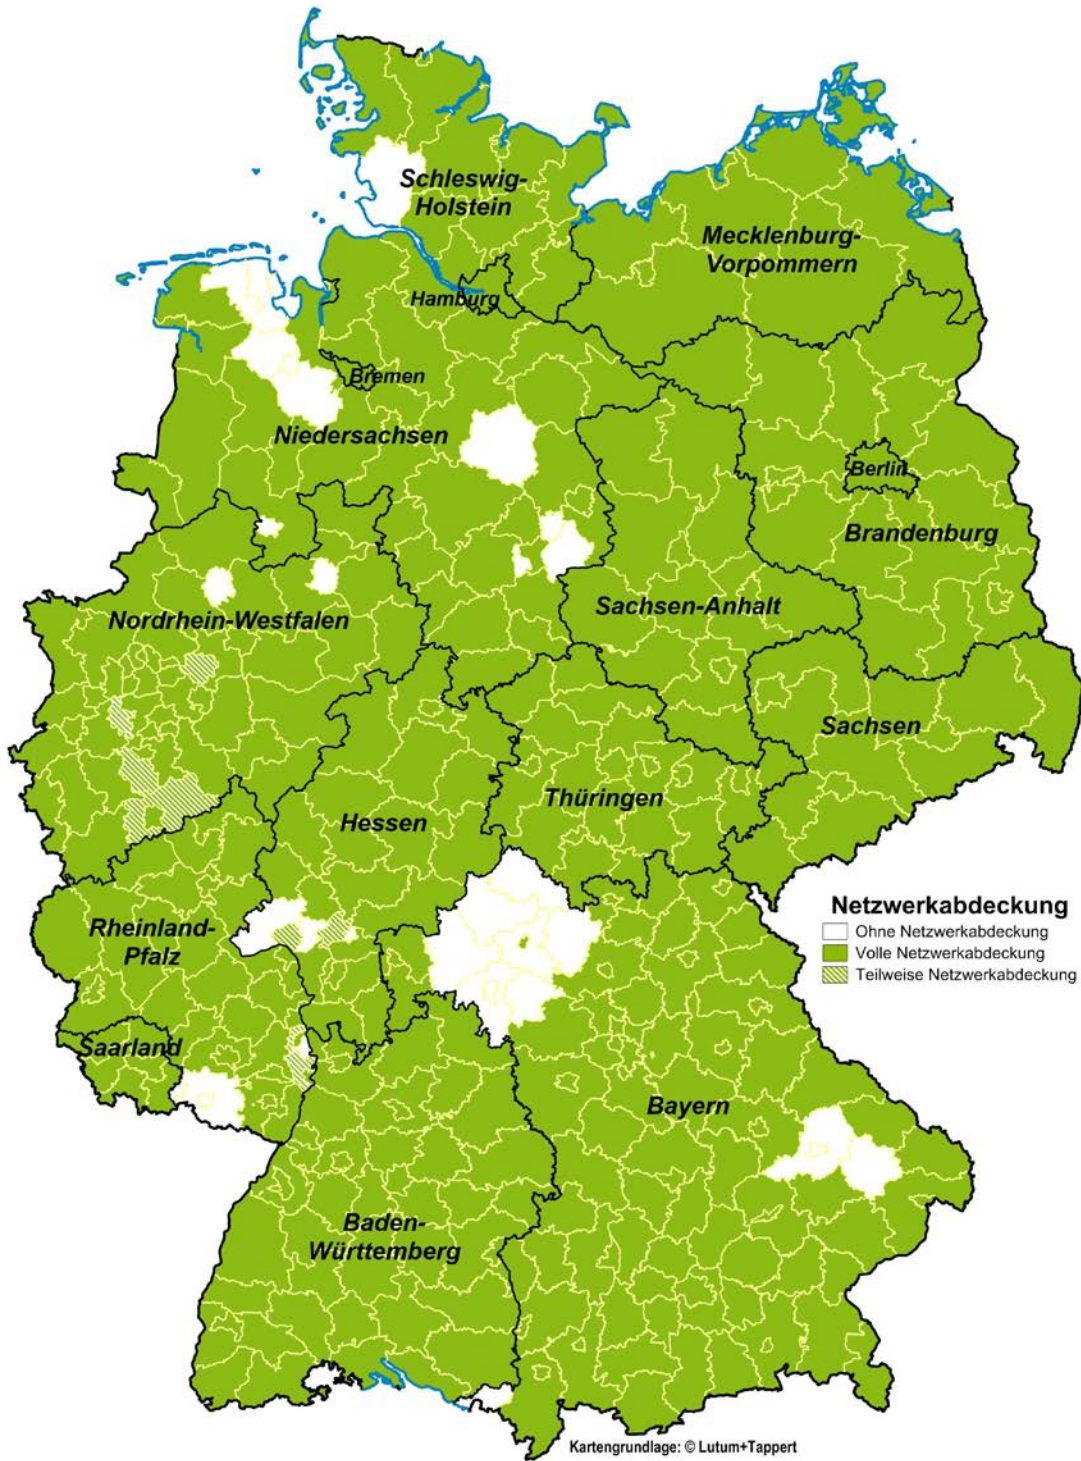 Schleswig-
Holstein
Mecklenburg-
Vorpommern
Hamburg
Bremen
Niedersachsen
Berlin
Brandenburg
Sachsen-Anhalt
Nordrhein-Westfalen
Sachsen
Thüringen
Hessen
Rheinland-
Pfalz
Saarland
Bayern
Baden-
Württemberg
Netzwerkabdeckung
Ohne Netzwerkabdeckung
Volle Netzwerkabdeckung
Teilweise Netzwerkabdeckung
Kartengrundlage: © Lutum+Tappert